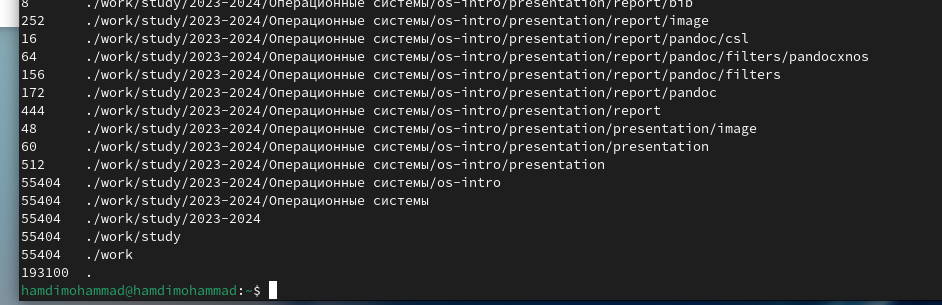 8 ./work/study/2023-2024/Операционные системы/os-intro/presentation/report/bib
252 ./work/study/2023-2024/Операционные системы/os-intro/presentation/report/image
16 ./work/study/2023-2024/Операционные системы/os-intro/presentation/report/pandoc/csl
64 ./work/study/2023-2024/Операционные системы/os-intro/presentation/report/pandoc/filters/pandocxnos
156 ./work/study/2023-2024/Операционные системы/os-intro/presentation/report/pandoc/filters
172 ./work/study/2023-2024/Операционные системы/os-intro/presentation/report/pandoc
444 ./work/study/2023-2024/Операционные системы/os-intro/presentation/report
48 ./work/study/2023-2024/Операционные системы/os-intro/presentation/presentation/image
60 ./work/study/2023-2024/Операционные системы/os-intro/presentation/presentation
512 ./work/study/2023-2024/Операционные системы/os-intro/presentation
55404 ./work/study/2023-2024/Операционные системы/os-intro
55404 ./work/study/2023-2024/Операционные системы
55404 ./work/study/2023-2024
55404 ./work/study
55404 ./work
193100 .
hamdimohammad@hamdimohammad:~$